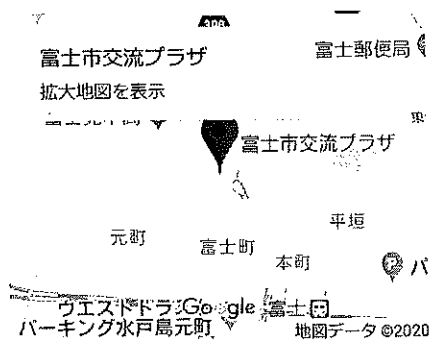 富士市交流プラザ
富士郵便局
拡大地図を表示
富士市交流プラザ
平垣
元町
富士町
本町
パ
ウエストドラ
Google
富士
パーキング水戸島元町
地図データ ©2020